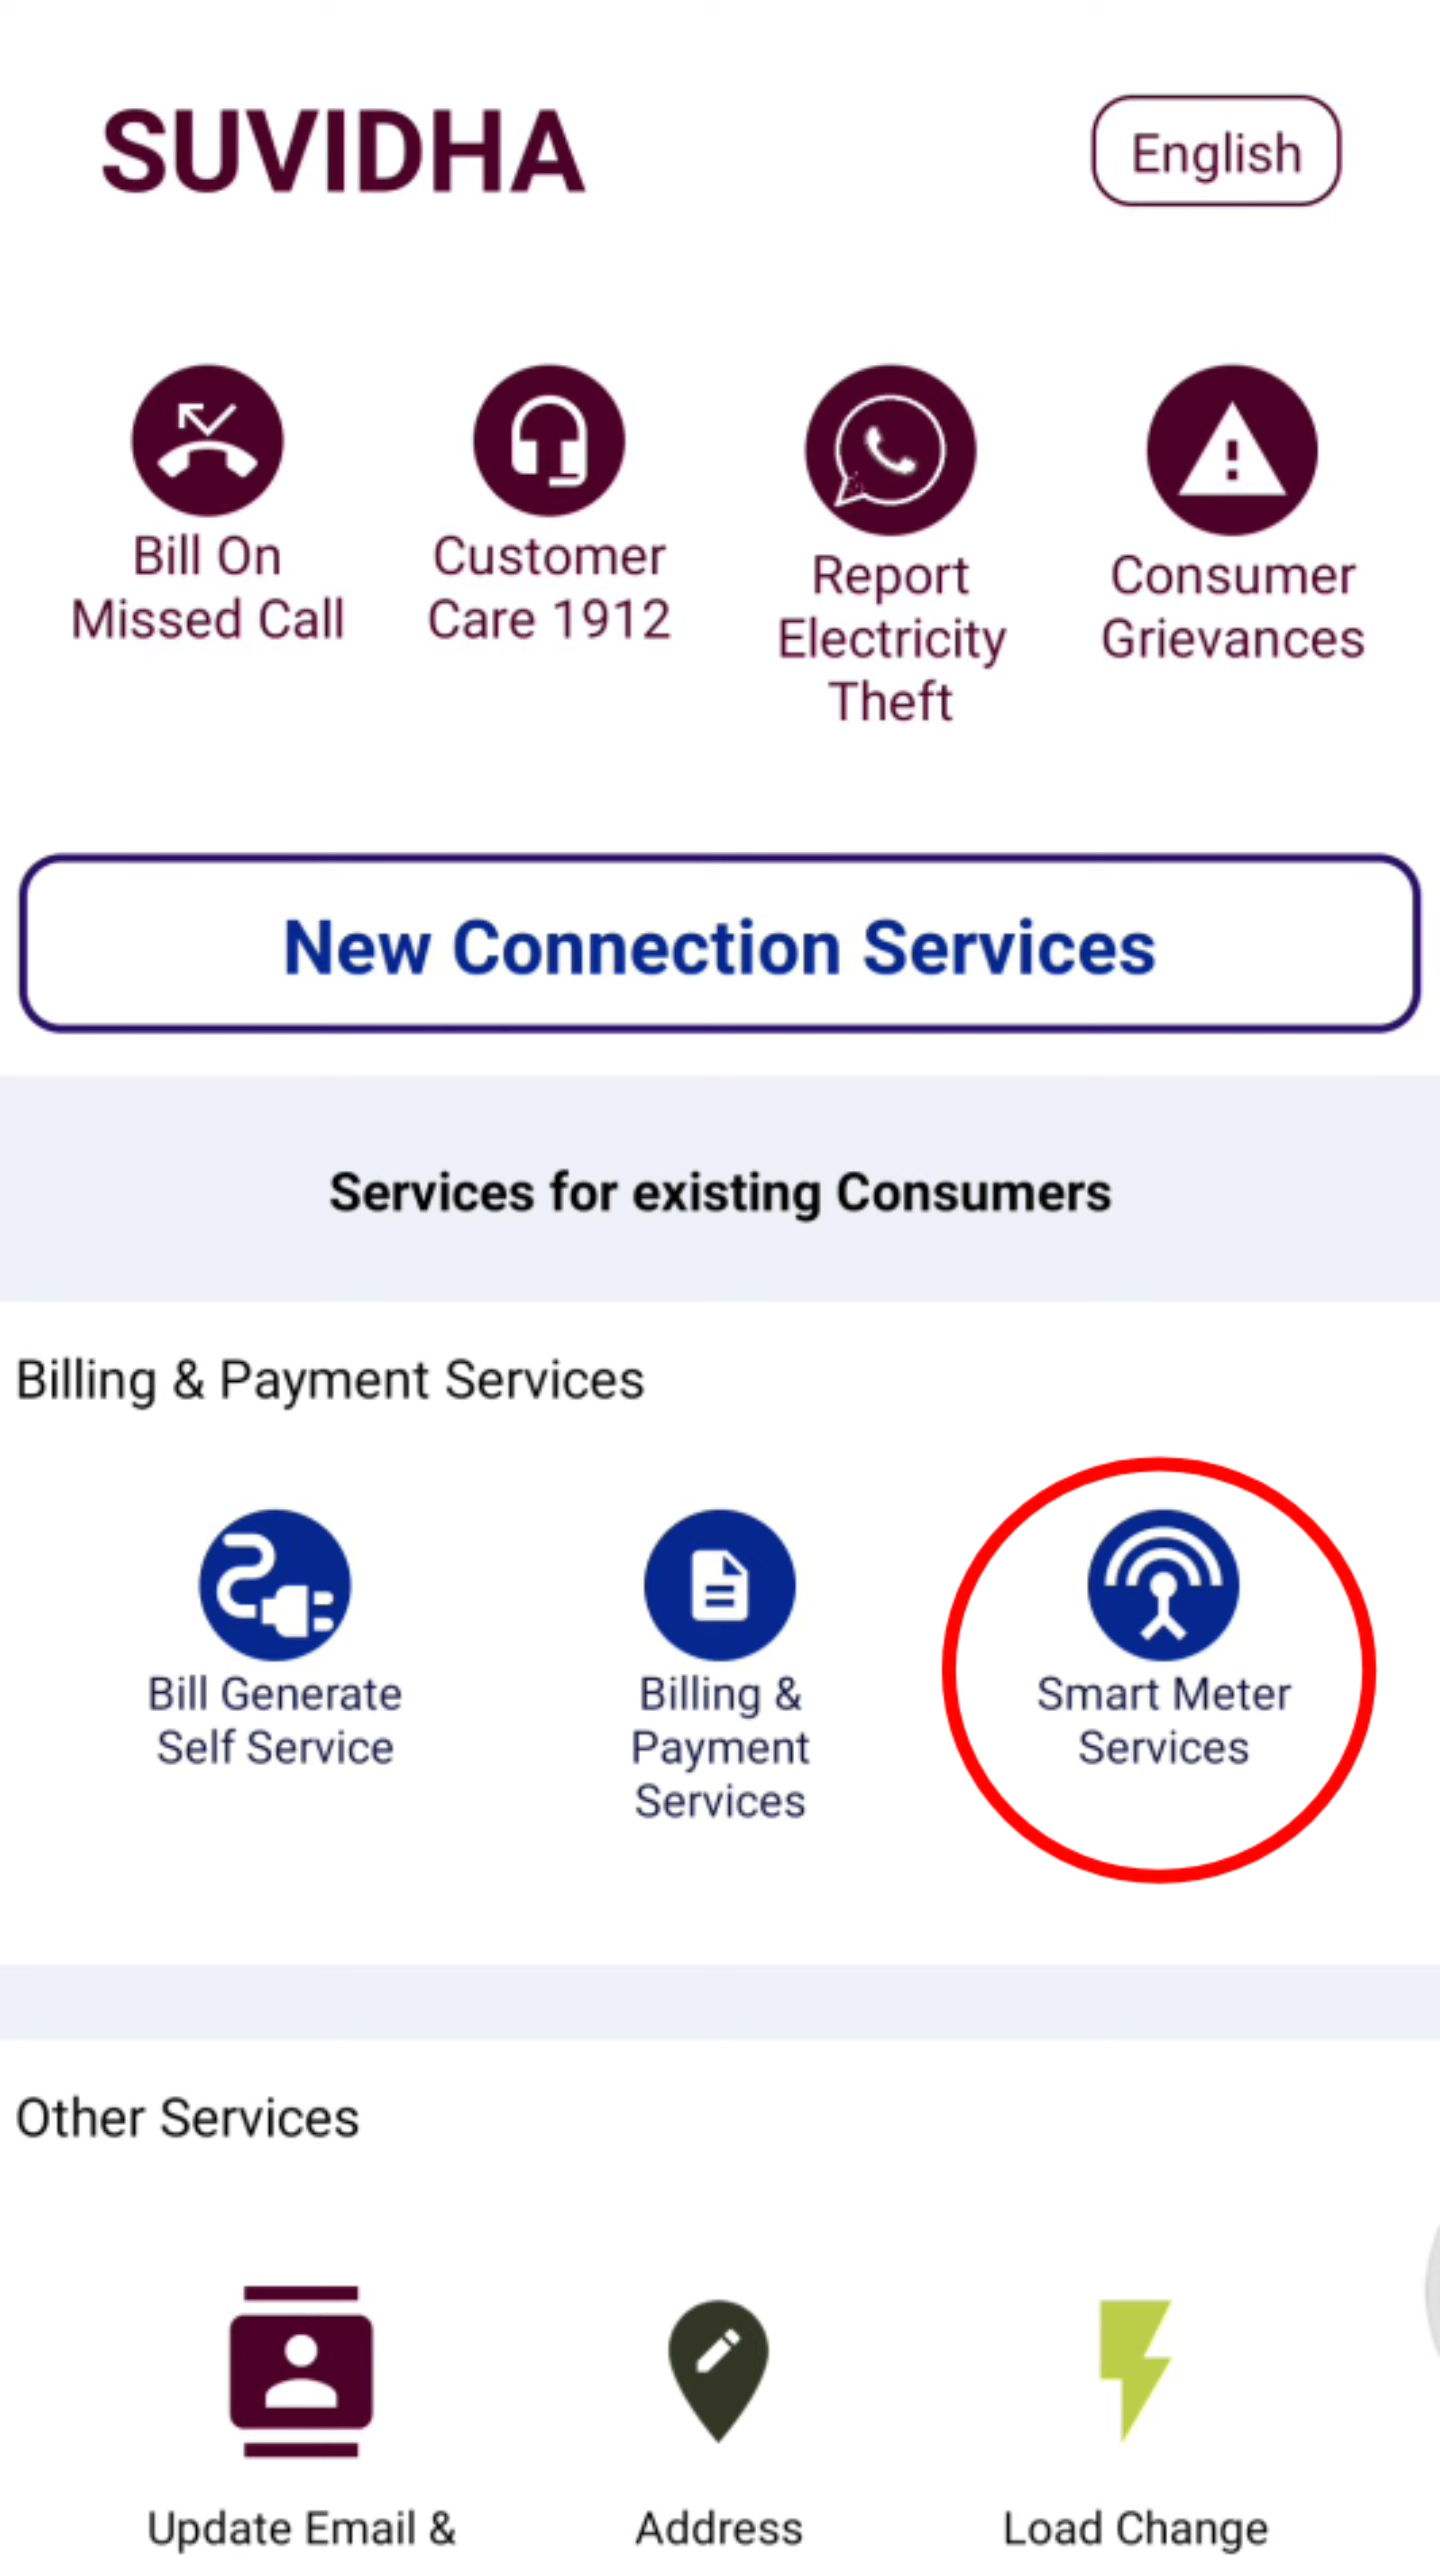 SUVIDHA
English
Bill On
Missed Call
Customer
Care 1912
Report
Electricity
Theft
Consumer
Grievances
New Connection Services
Services for existing Consumers
Billing & Payment Services
Bill Generate
Self Service
Billing &
Payment
Services
Smart Meter
Services
Other Services
Update Email &
Address
Load Change